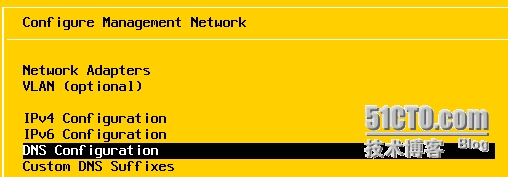 Configure Management Network
Network Adapters
VLAN (optional)
IPv4 Configuration
IPv6 Configuration
DNS Configuration
Custom DNS Suffixes
51CTO.com
技术博客 Blog